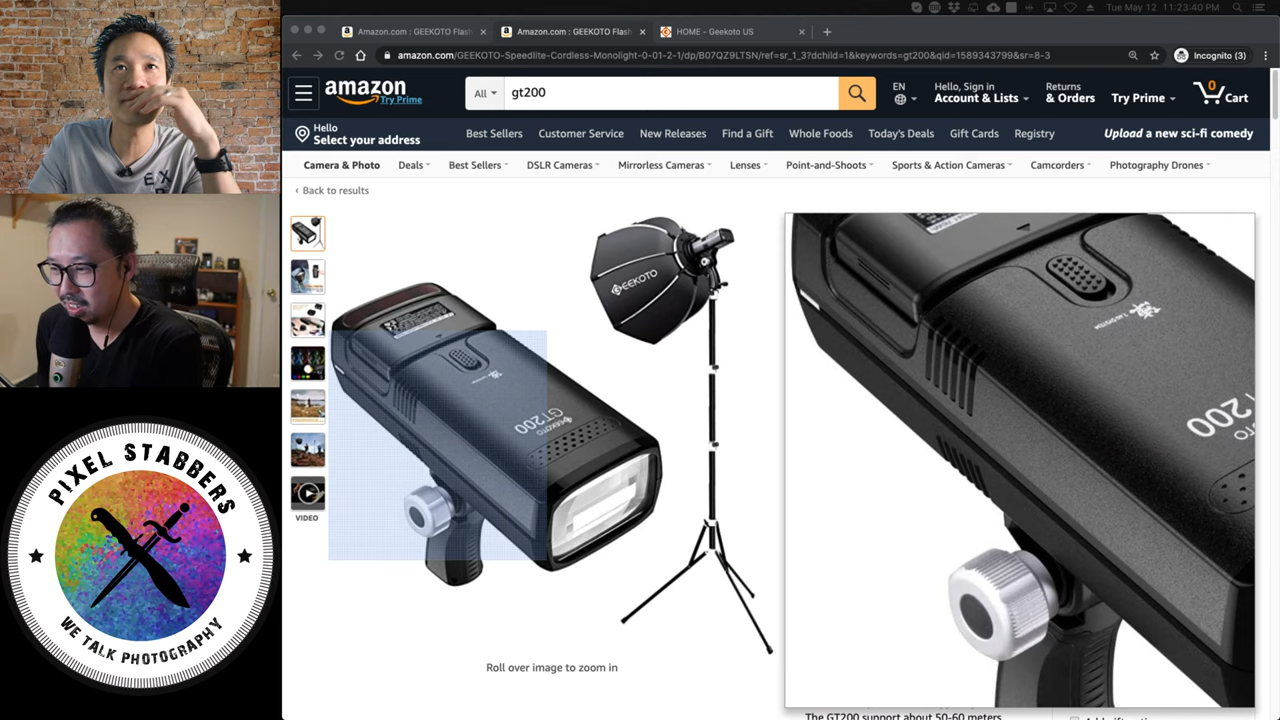 Tue May 12 11:23:40 PM
Amazon.com : GEEKOTO Flash
Amazon.com : GEEKOTO Flash
HOME - Geekoto US
amazon.com/GEEKOTO-Speedlite-Cordless-Monolight-0-01-2-1/dp/B07QZ9LTSN/ref=sr_1_3?dchild=1&keywords=gt200&qid=1589343799&sr=8-3
Incognito (3)
amazon
Try Prime
All
gt200
EN
Hello, Sign in
Account & Lists
Returns
& Orders
Try Prime
0
Cart
Hello
Select your address
Best Sellers
Customer Service
New Releases
Find a Gift
Whole Foods
Today's Deals
Gift Cards
Registry
Upload a new sci-fi comedy
Camera & Photo
Deals
Best Sellers
DSLR Cameras
Mirrorless Cameras
Lenses
Point-and-Shoots
Sports & Action Cameras
Camcorders
Photography Drones
‹ Back to results
GEEKOTO
GEEKOTO
GT200
VIDEO
Roll over image to zoom in
The GT200 support about 50-60 meters
EX
PIXEL STABBERS
WE TALK PHOTOGRAPHY